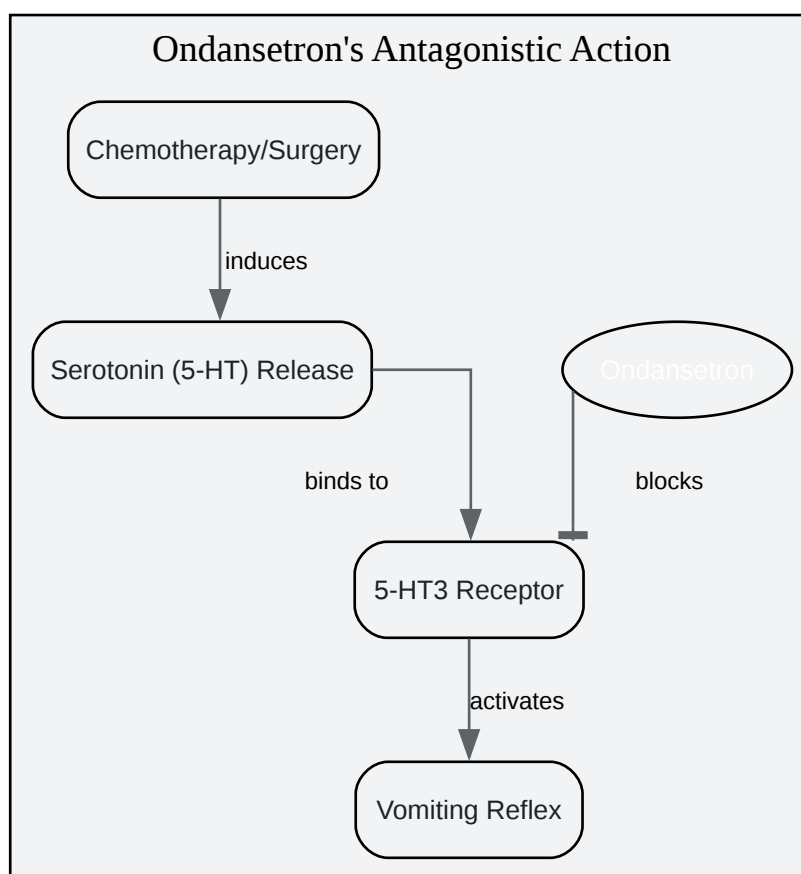 Ondansetron's Antagonistic Action
Chemotherapy/Surgery
induces
Serotonin (5-HT) Release
Ondansetron
binds to
blocks
5-HT3 Receptor
activates
Vomiting Reflex